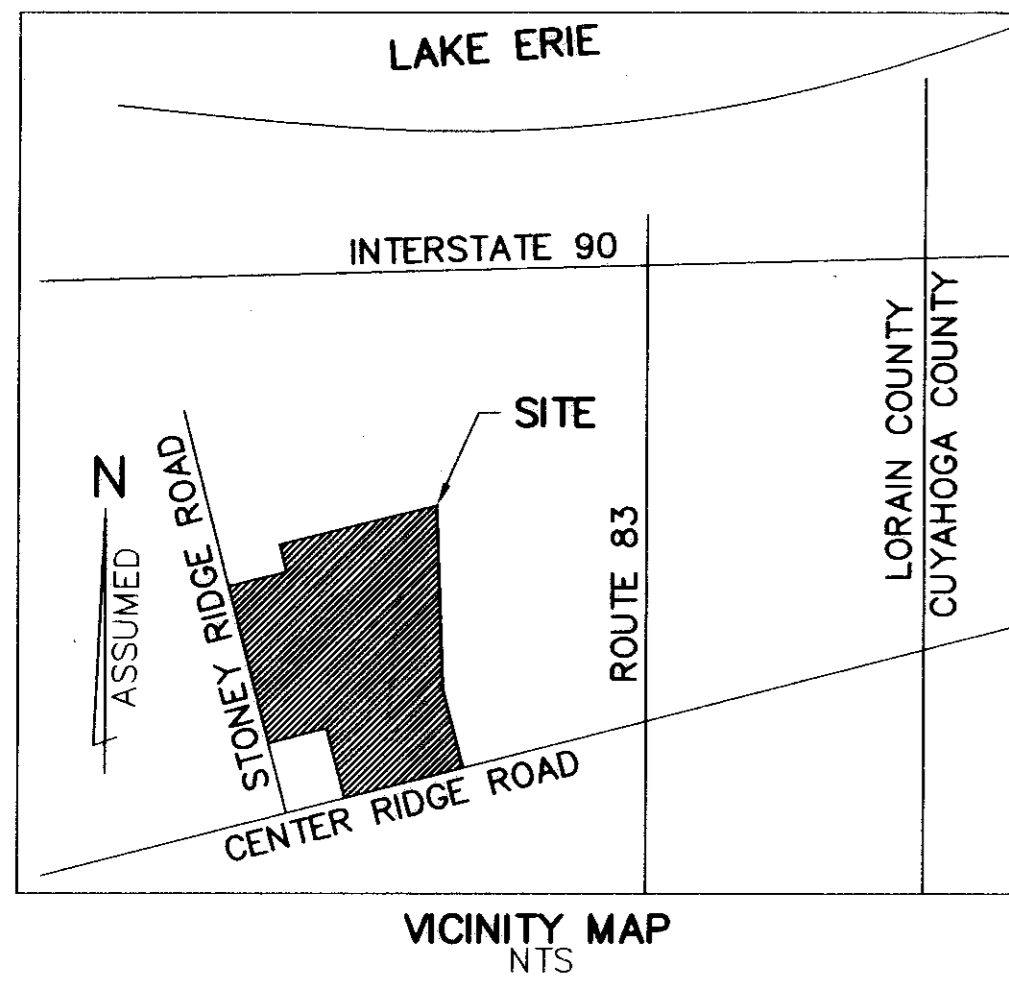 LAKE ERIE
INTERSTATE 90
LORAIN COUNTY
CUYAHOGA COUNTY
SITE
STONEY RIDGE ROAD
N
ASSUMED
ROUTE 83
CENTER RIDGE ROAD
VICINITY MAP
NTS